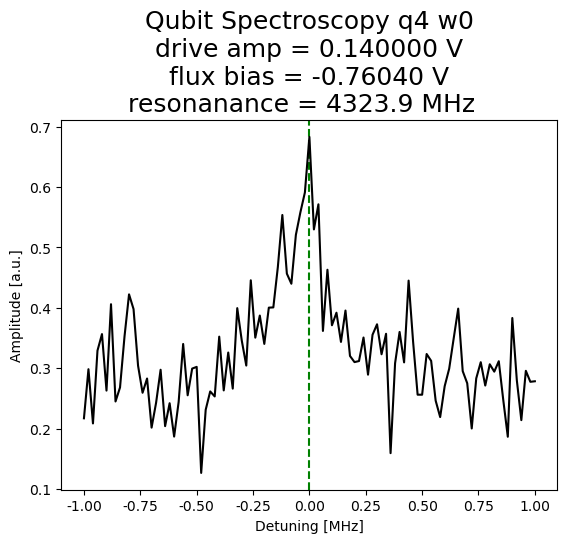 Qubit Spectroscopy q4 w0
drive amp = 0.140000 V
flux bias = -0.76040 V
resonanance = 4323.9 MHz
0.7
0.6
0.5
0.4
0.3
0.2
0.1
Amplitude [a.u.]
-1.00 -0.75 -0.50 -0.25 0.00 0.25 0.50 0.75 1.00
Detuning [MHz]